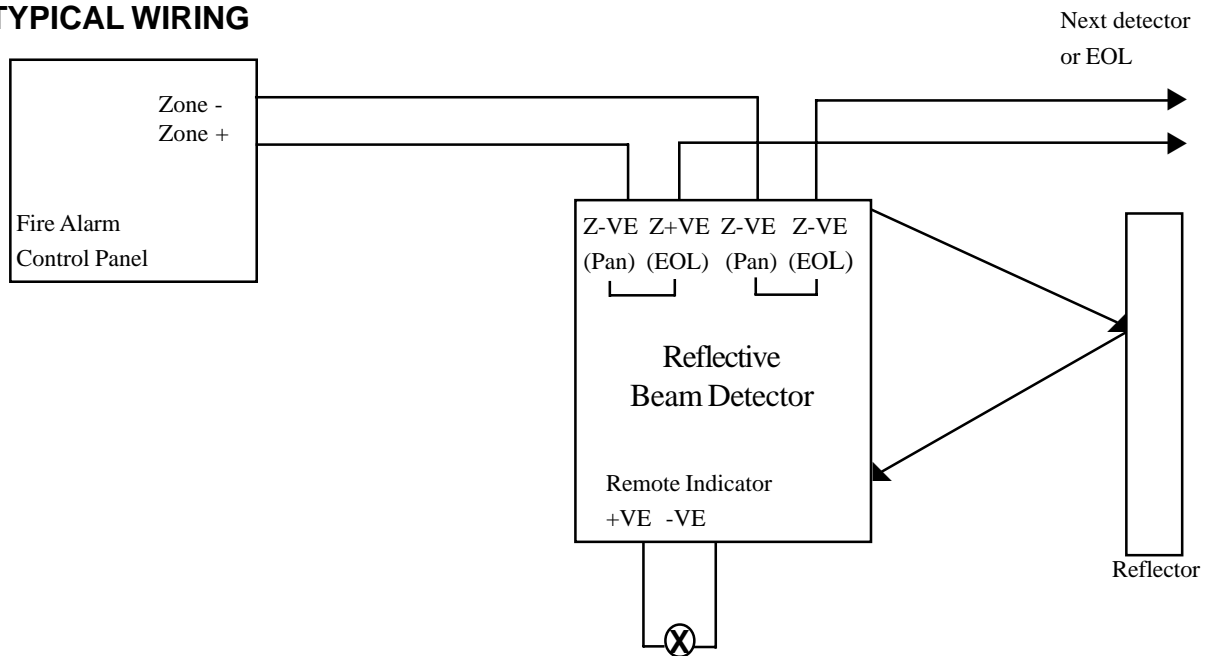 TYPICAL WIRING
Next detector
or EOL
Zone -
Zone +
Fire Alarm
Control Panel
Z-VE Z+VE Z-VE Z-VE
(Pan) (EOL) (Pan) (EOL)
Reflective
Beam Detector
Remote Indicator
+VE -VE
Reflector
X